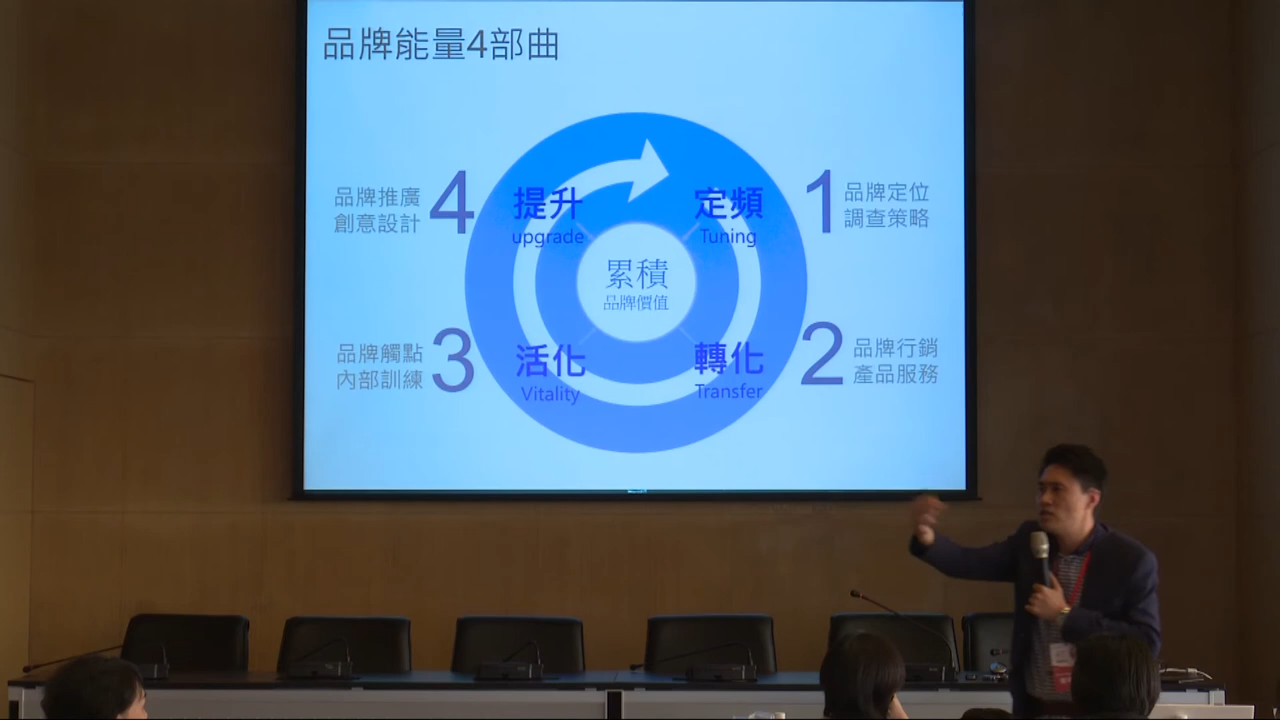 品牌能量4部曲
1
品牌定位
調查策略
定頻
Tuning
2
品牌行銷
產品服務
轉化
Transfer
3
品牌觸點
內部訓練
活化
Vitality
4
品牌推廣
創意設計
提升
upgrade
累積
品牌價值